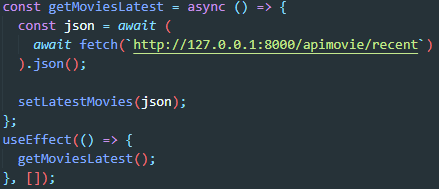 const getMoviesLatest = async () => {
  const json = await (
    await fetch(`http://127.0.0.1:8000/apimovie/recent`)
  ).json();

  setLatestMovies(json);
};
useEffect(() => {
  getMoviesLatest();
}, []);